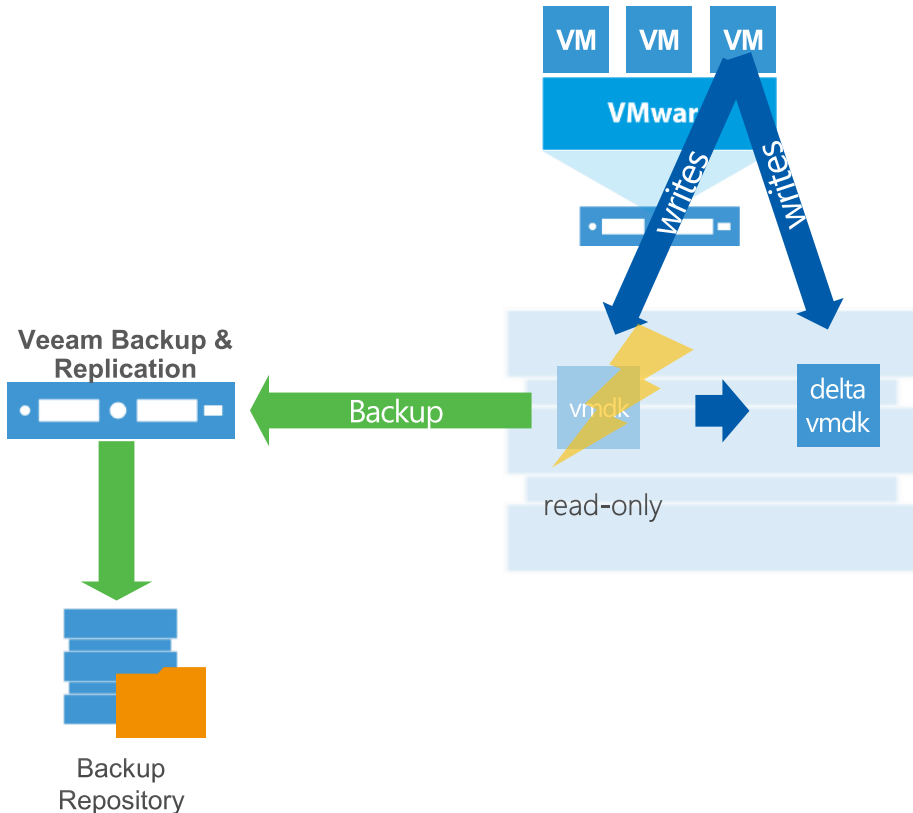 VM VM VM
VMwar
writes
writes
Veeam Backup &
Replication
Backup
vmdk
delta
vmdk
read-only
Backup
Repository